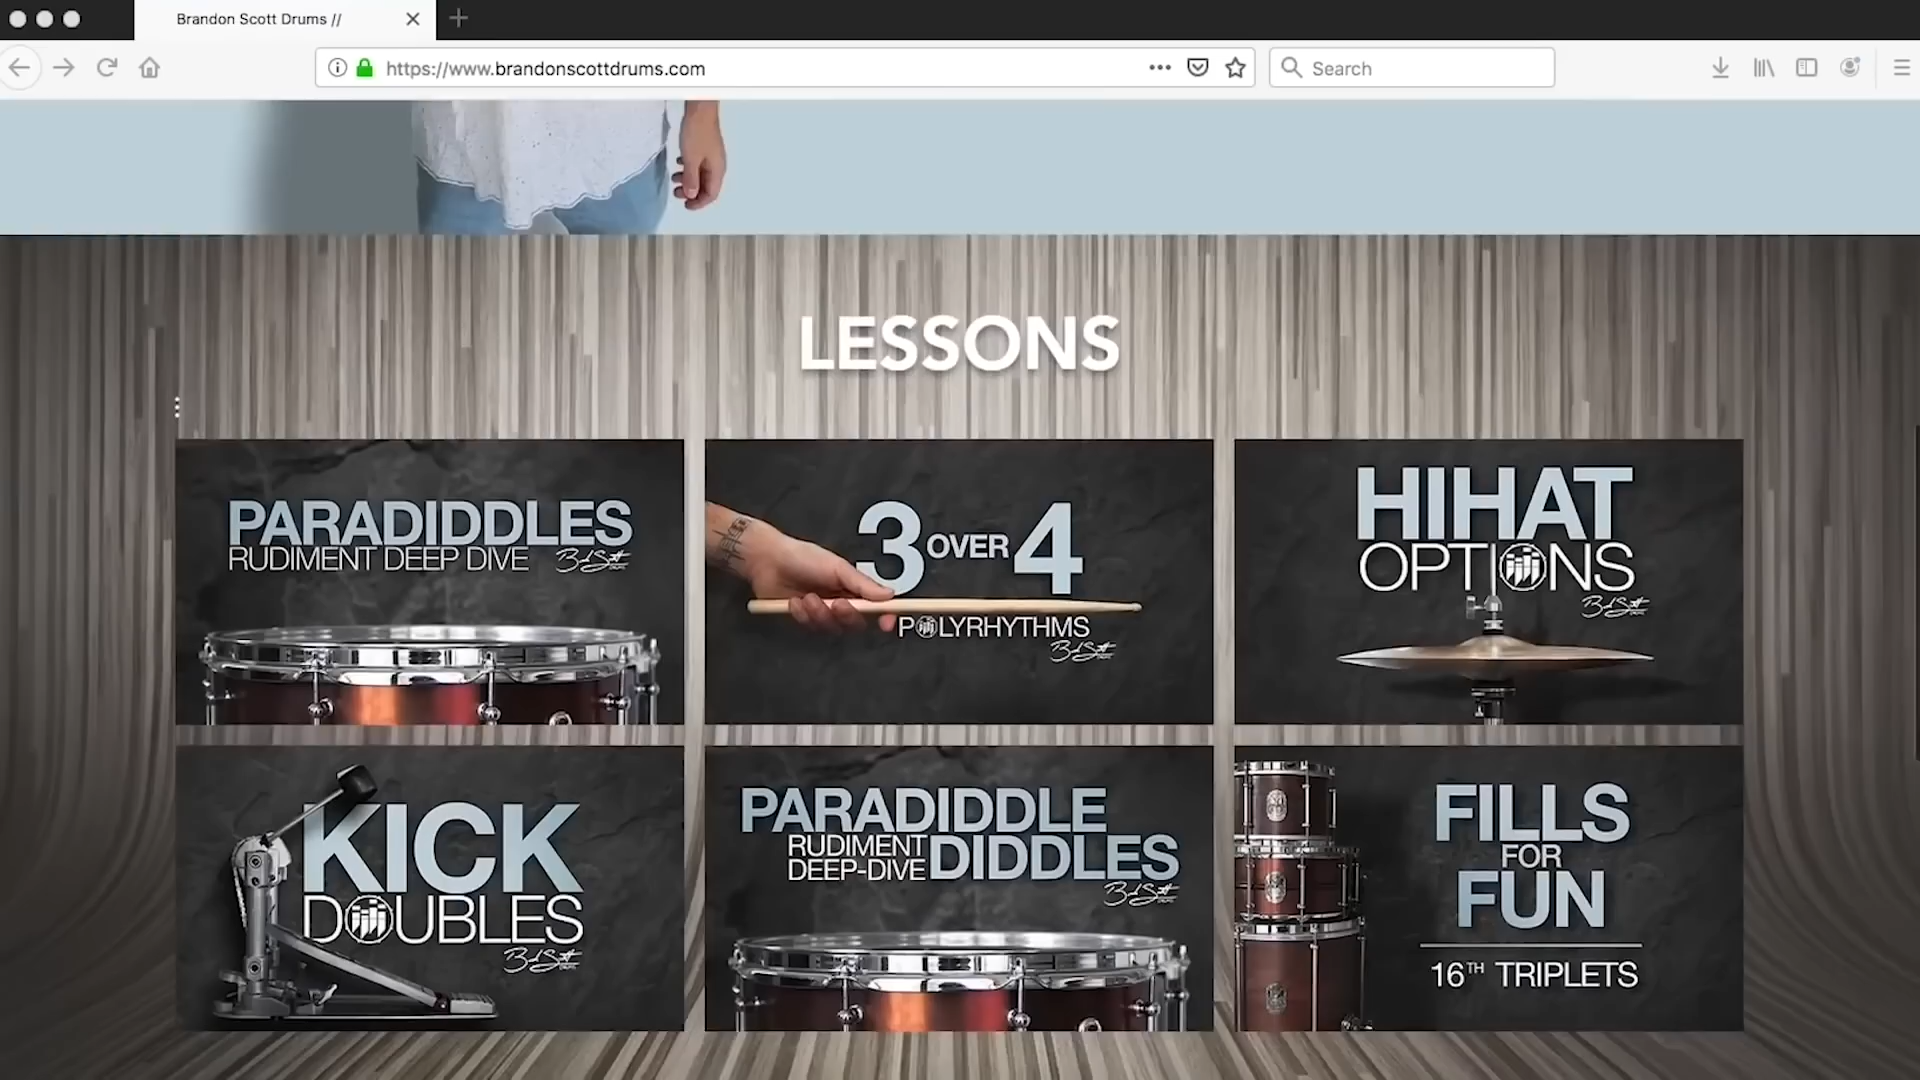 Brandon Scott Drums //
https://www.brandonscottdrums.com
Search
LESSONS
PARADIDDLES
RUDIMENT DEEP DIVE
3 OVER 4
POLYRHYTHMS
HIHAT
OPTIONS
KICK
DOUBLES
PARADIDDLE
RUDIMENT
DEEP-DIVE DIDDLES
FILLS
FOR
FUN
16TH TRIPLETS